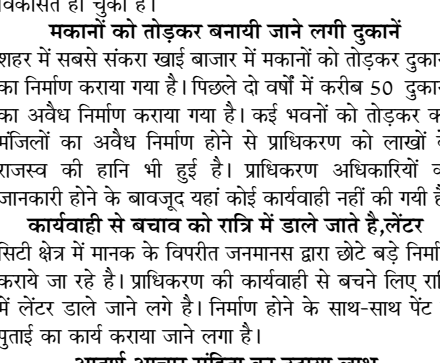 विकसित हो चुकी है।
मकानों को तोड़कर बनायी जाने लगी दुकानें
शहर में सबसे संकरा खाई बाजार में मकानों को तोड़कर
का निर्माण कराया गया है। पिछले दो वर्षों में करीब 50
का अवैध निर्माण कराया गया है। कई भवनों को तोड़कर
मंजिलों का अवैध निर्माण होने से प्राधिकरण को लाखों
राजस्व की हानि भी हुई है। प्राधिकरण अधिकारियों
जानकारी होने के बावजूद यहां कोई कार्यवाही नहीं की गयी है
कार्यवाही से बचाव को रात्रि में डाले जाते है,लेंटर
सिटी क्षेत्र में मानक के विपरीत जनमानस द्वारा छोटे बड़े
कराये जा रहे है। प्राधिकरण की कार्यवाही से बचने लिए
में लेंटर डाले जाने लगे है। निर्माण होने के साथ-साथ पेंट
पुताई का कार्य कराया जाने लगा है।